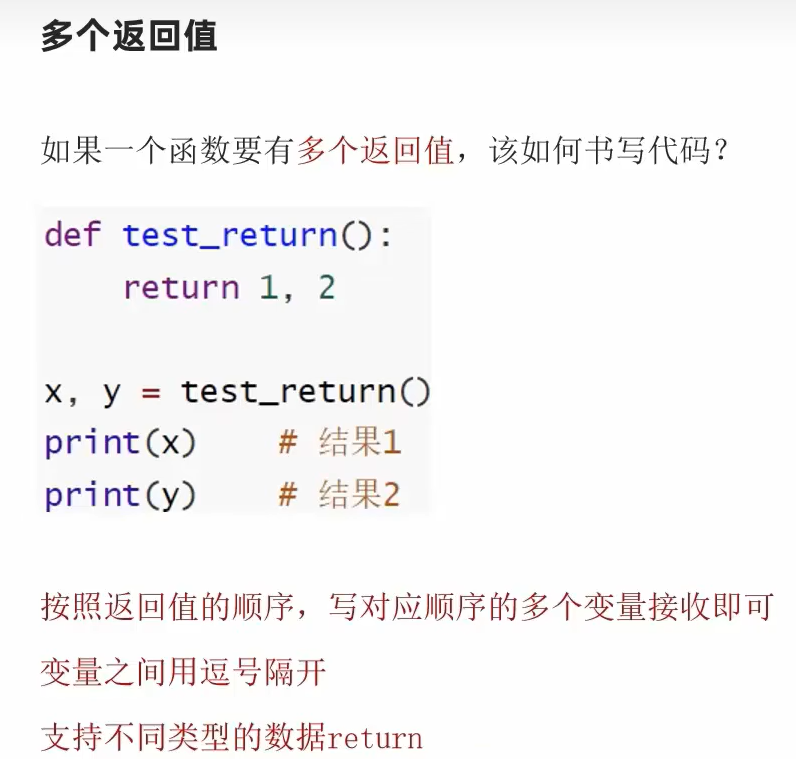 多个返回值
如果一个函数要有多个返回值，该如何书写代码？
def test_return():
    return 1, 2
x, y = test_return()
print(x)    # 结果1
print(y)    # 结果2
按照返回值的顺序，写对应顺序的多个变量接收即可
变量之间用逗号隔开
支持不同类型的数据return